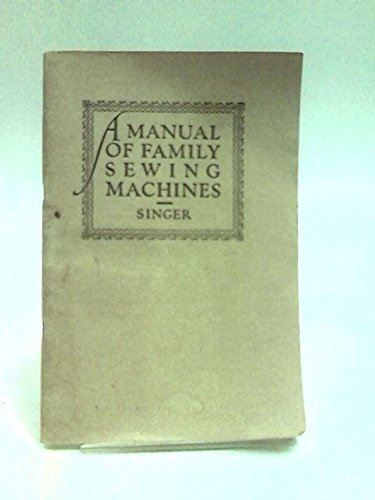 A MANUAL
OF FAMILY
SEWING
MACHINES
SINGER